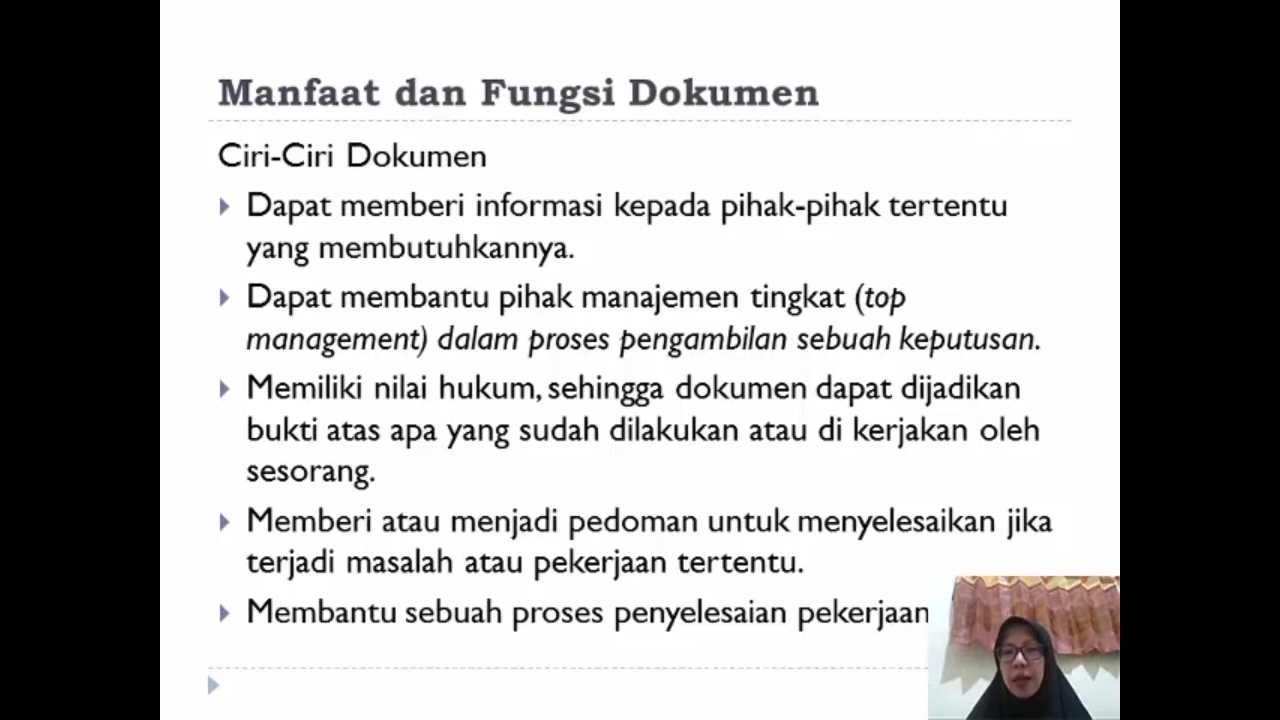 Manfaat dan Fungsi Dokumen
Ciri-Ciri Dokumen
Dapat memberi informasi kepada pihak-pihak tertentu
yang membutuhkannya.
Dapat membantu pihak manajemen tingkat (top
management) dalam proses pengambilan sebuah keputusan.
Memiliki nilai hukum, sehingga dokumen dapat dijadikan
bukti atas apa yang sudah dilakukan atau di kerjakan oleh
sesorang.
Memberi atau menjadi pedoman untuk menyelesaikan jika
terjadi masalah atau pekerjaan tertentu.
Membantu sebuah proses penyelesaian pekerjaan